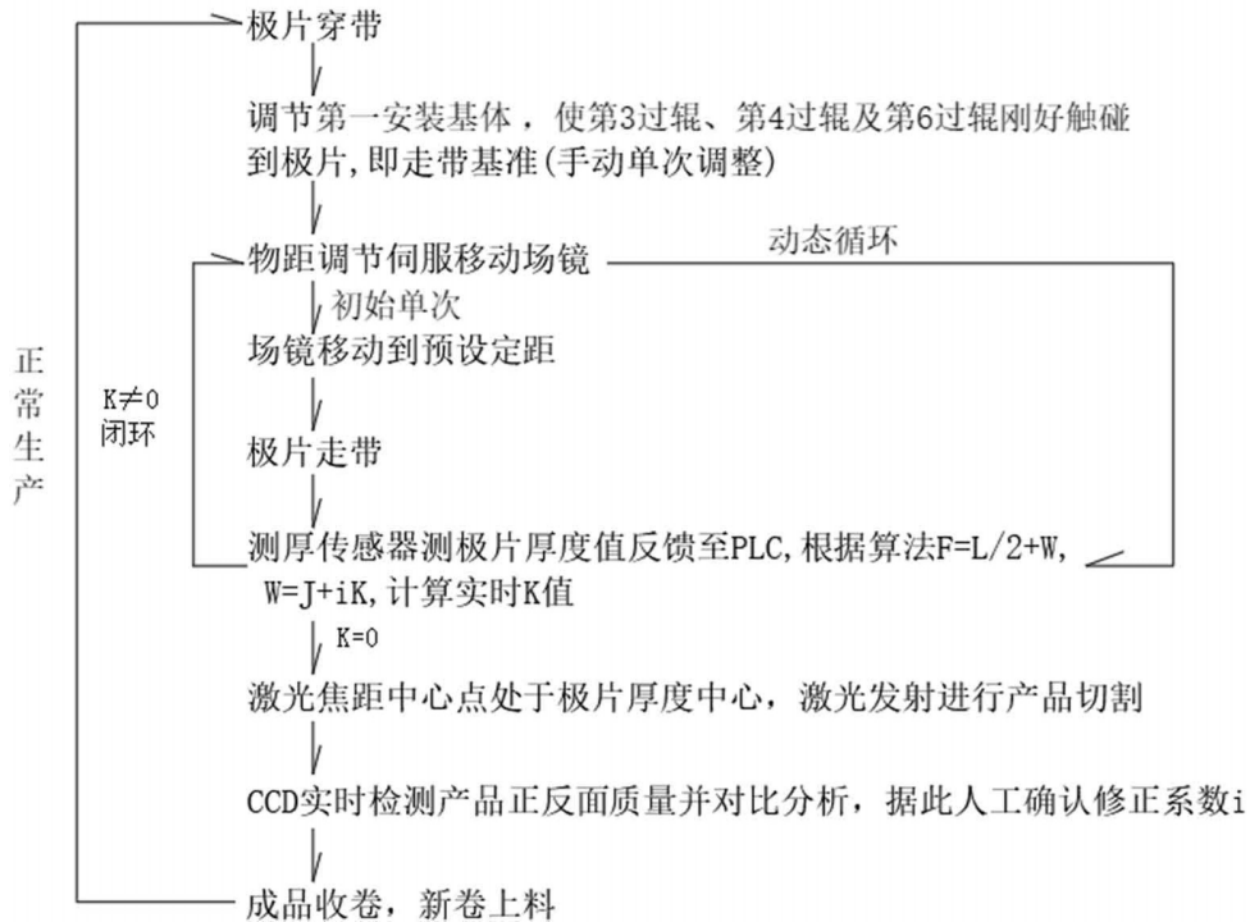 极片穿带
调节第一安装基体，使第3过辊、第4过辊及第6过辊刚好触碰
到极片,即走带基准(手动单次调整)
物距调节伺服移动场镜
动态循环
初始单次
场镜移动到预设定距
正常生产
K≠0
闭环
极片走带
测厚传感器测极片厚度值反馈至PLC,根据算法F=L/2+W,
W=J+iK,计算实时K值
K=0
激光焦距中心点处于极片厚度中心，激光发射进行产品切割
CCD实时检测产品正反面质量并对比分析，据此人工确认修正系数i
成品收卷，新卷上料